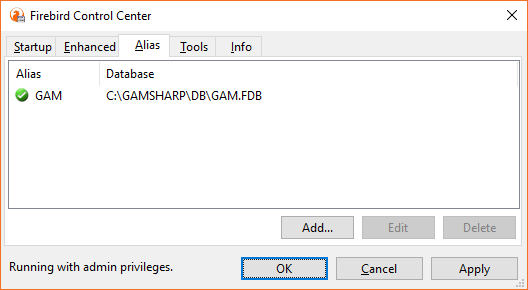 Firebird Control Center
Startup Enhanced Alias Tools Info
Alias Database
GAM C:\GAMSHARP\DB\GAM.FDB
Add... Edit Delete
Running with admin privileges. OK Cancel Apply